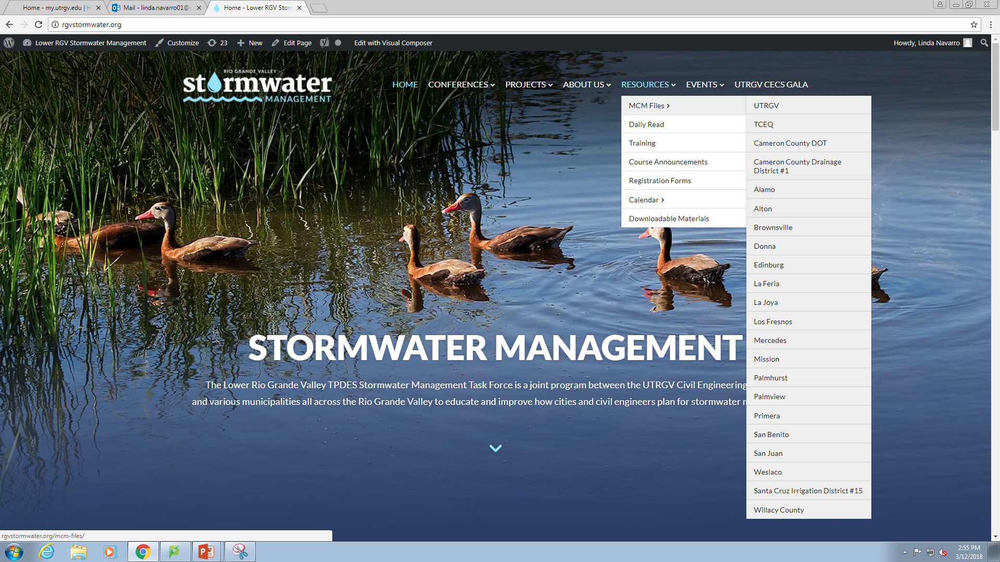 Home - my.utrgv.edu | H
Mail - linda.navarro01@u
Home - Lower RGV Storm
rgvstormwater.org
Lower RGV Stormwater Management
Customize
23
New
Edit Page
Edit with Visual Composer
Howdy, Linda Navarro
RIO GRANDE VALLEY
stormwater
MANAGEMENT
HOME CONFERENCES PROJECTS ABOUT US RESOURCES EVENTS UTRGV CECS GALA
MCM Files
Daily Read
Training
Course Announcements
Registration Forms
Calendar
Downloadable Materials
UTRGV
TCEQ
Cameron County DOT
Cameron County Drainage
District #1
Alamo
Alton
Brownsville
Donna
Edinburg
La Feria
La Joya
Los Fresnos
Mercedes
Mission
Palmhurst
Palmview
Primera
San Benito
San Juan
Weslaco
Santa Cruz Irrigation District #15
Willacy County
STORMWATER MANAGEMENT
The Lower Rio Grande Valley TPDES Stormwater Management Task Force is a joint program between the UTRGV Civil Engineering
and various municipalities all across the Rio Grande Valley to educate and improve how cities and civil engineers plan for stormwater
rgvstormwater.org/mcm-files/
2:55 PM
3/12/2018